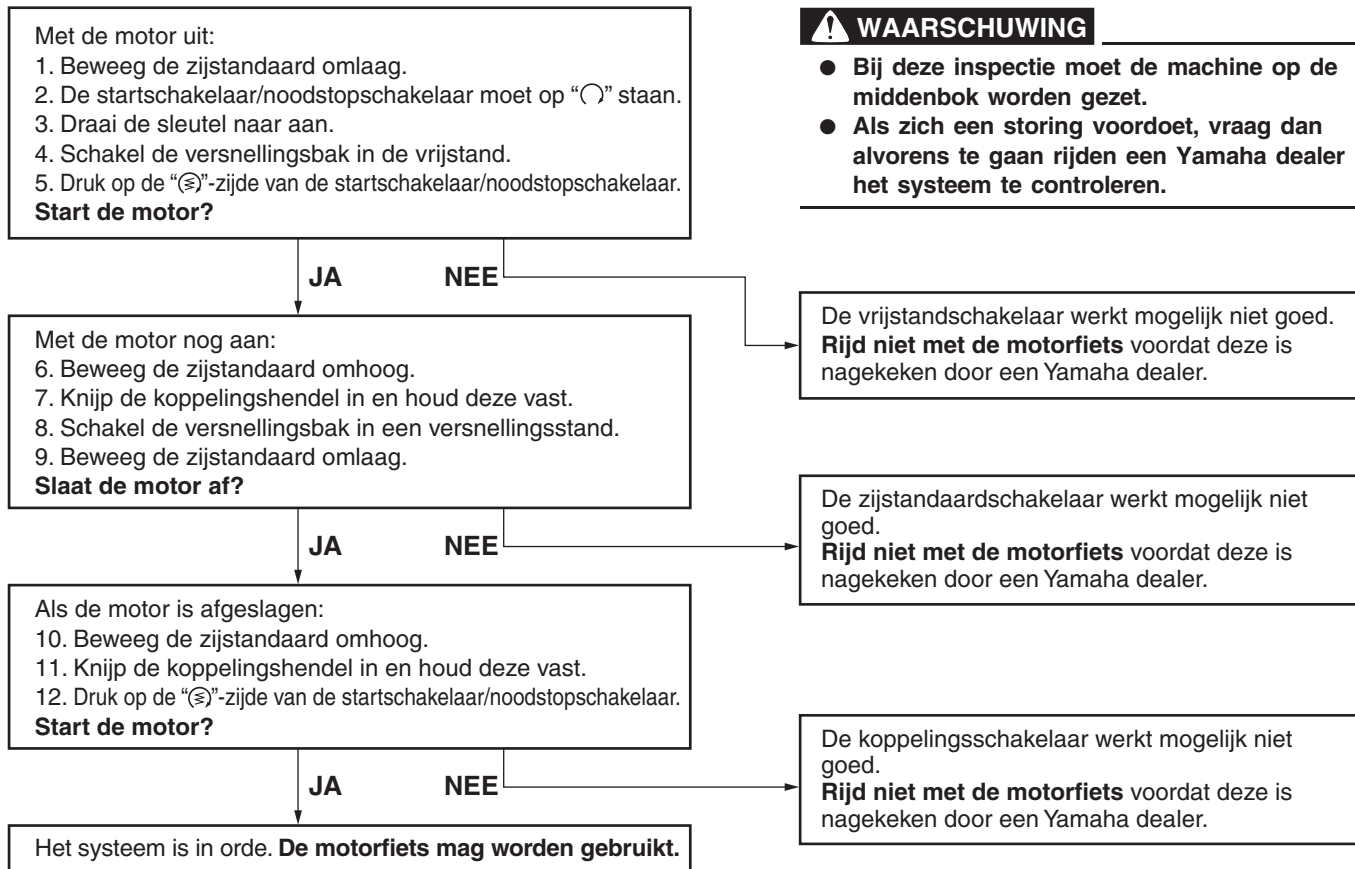 Met de motor uit:
1. Beweeg de zijstandaard omlaag.
2. De startschakelaar/noodstopschakelaar moet op “○” staan.
3. Draai de sleutel naar aan.
4. Schakel de versnellingsbak in de vrijstand.
5. Druk op de “(≷)”-zijde van de startschakelaar/noodstopschakelaar.
Start de motor?
WAARSCHUWING
● Bij deze inspectie moet de machine op de
middenbok worden gezet.
● Als zich een storing voordoet, vraag dan
alvorens te gaan rijden een Yamaha dealer
het systeem te controleren.
JA NEE
De vrijstandschakelaar werkt mogelijk niet goed.
Rijd niet met de motorfiets voordat deze is
nagekeken door een Yamaha dealer.
Met de motor nog aan:
6. Beweeg de zijstandaard omhoog.
7. Knijp de koppelingshendel in en houd deze vast.
8. Schakel de versnellingsbak in een versnellingsstand.
9. Beweeg de zijstandaard omlaag.
Slaat de motor af?
JA NEE
De zijstandaardschakelaar werkt mogelijk niet
goed.
Rijd niet met de motorfiets voordat deze is
nagekeken door een Yamaha dealer.
Als de motor is afgeslagen:
10. Beweeg de zijstandaard omhoog.
11. Knijp de koppelingshendel in en houd deze vast.
12. Druk op de “(≷)”-zijde van de startschakelaar/noodstopschakelaar.
Start de motor?
JA NEE
De koppelingsschakelaar werkt mogelijk niet
goed.
Rijd niet met de motorfiets voordat deze is
nagekeken door een Yamaha dealer.
Het systeem is in orde. De motorfiets mag worden gebruikt.